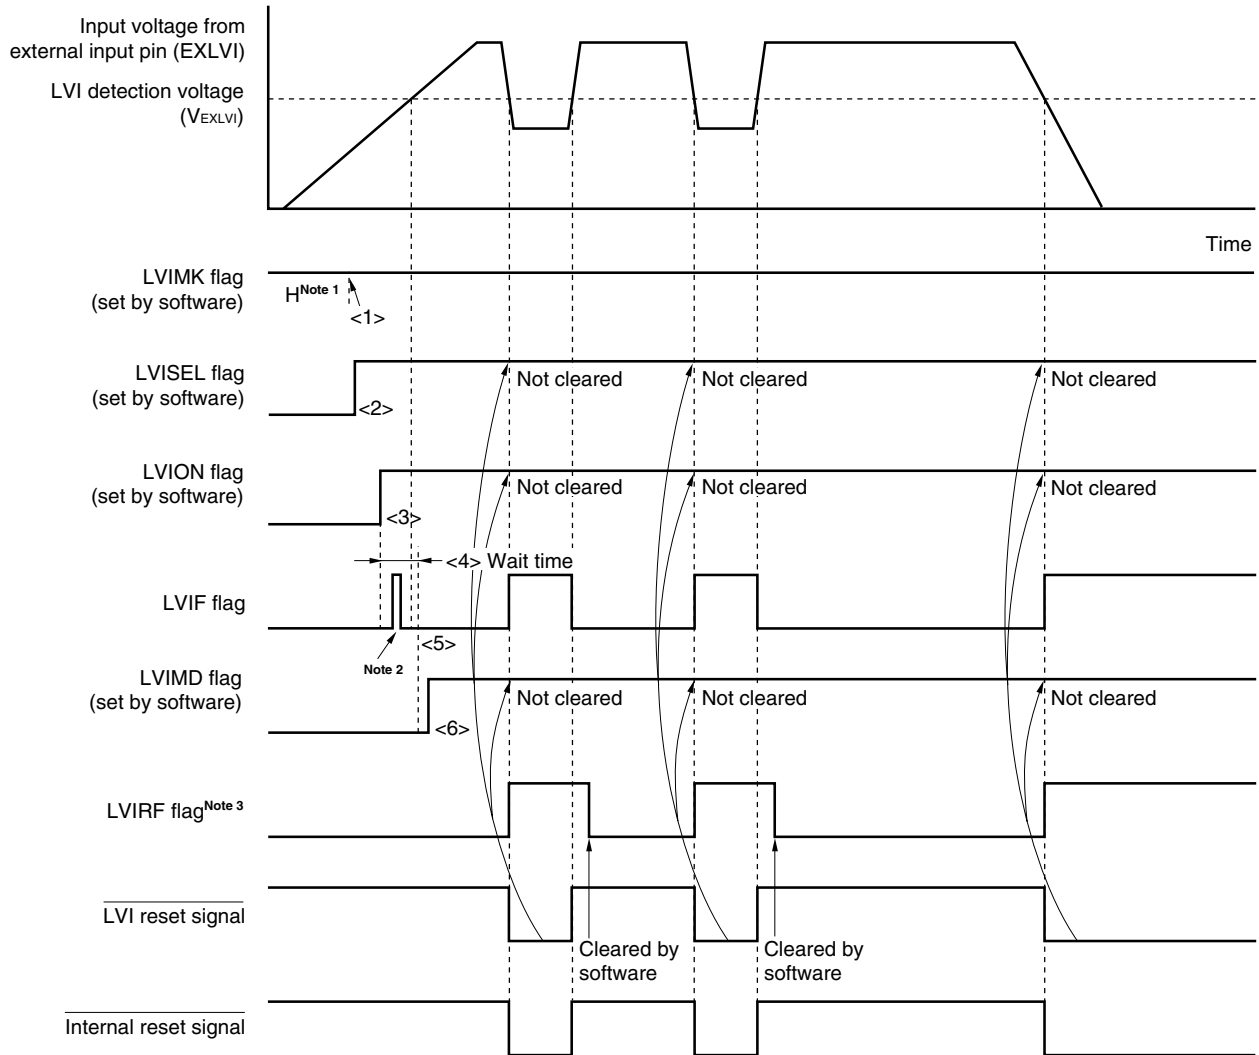 Input voltage from
external input pin (EXLVI)
LVI detection voltage
(VEXLVI)
Time
LVIMK flag
(set by software)
HNote 1
<1>
LVISEL flag
(set by software)
<2>
Not cleared
Not cleared
Not cleared
LVION flag
(set by software)
<3>
Not cleared
Not cleared
Not cleared
<4> Wait time
LVIF flag
Note 2
<5>
LVIMD flag
(set by software)
<6>
Not cleared
Not cleared
Not cleared
LVIRF flagNote 3
LVI reset signal
Cleared by
software
Cleared by
software
Internal reset signal